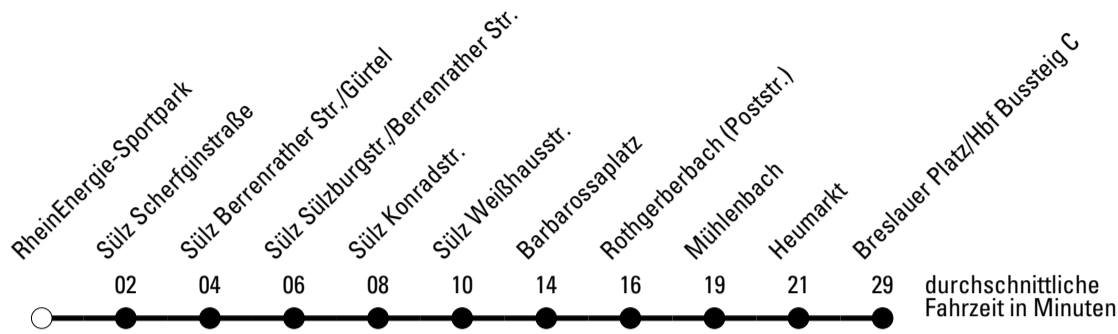 RheinEnergie-Sportpark
Sülz Scherfginstraße
Sülz Berrenrather Str./Gürtel
Sülz Sülzburgstr./Berrenrather Str.
Sülz Konradstr.
Sülz Weißhausstr.
Barbarossaplatz
Rothgerberbach (Poststr.)
Mühlenbach
Heumarkt
Breslauer Platz/Hbf Bussteig C
02 04 06 08 10 14 16 19 21 29
durchschnittliche
Fahrzeit in Minuten